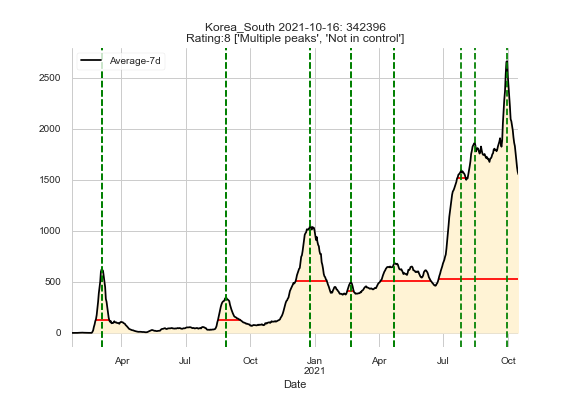 Korea_South 2021-10-16: 342396
Rating:8 ['Multiple peaks', 'Not in control']
Average-7d
2500
2000
1500
1000
500
0
Apr Jul Oct Jan Apr Jul Oct
2021
Date